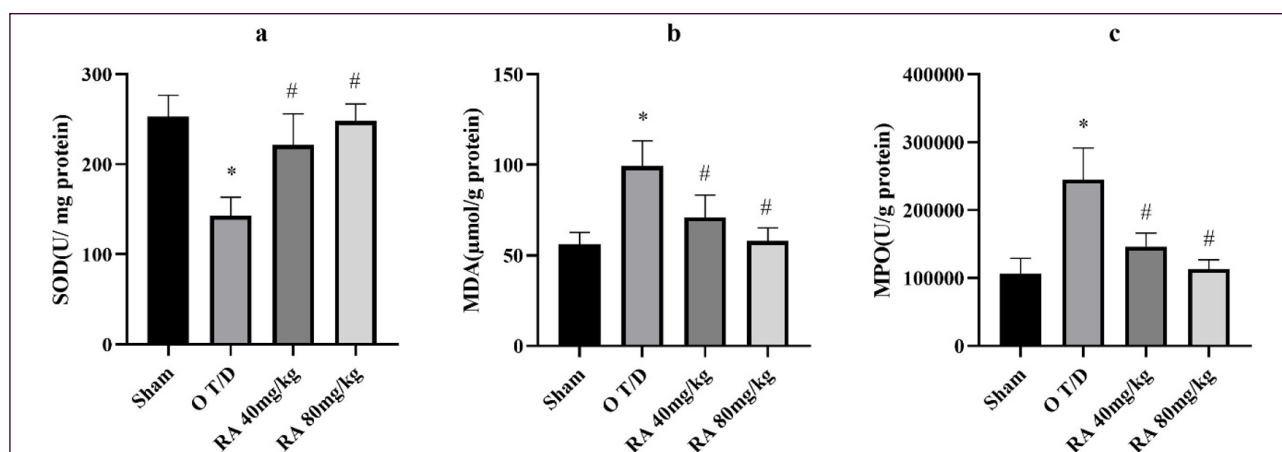 a
SOD(U/ mg protein)
300
200
100
0
*
#
#
Sham
O T/D
RA 40mg/kg
RA 80mg/kg
b
MDA(μmol/g protein)
150
100
50
0
*
#
#
Sham
O T/D
RA 40mg/kg
RA 80mg/kg
c
MPO(U/g protein)
400000
300000
200000
100000
0
*
#
#
Sham
O T/D
RA 40mg/kg
RA 80mg/kg